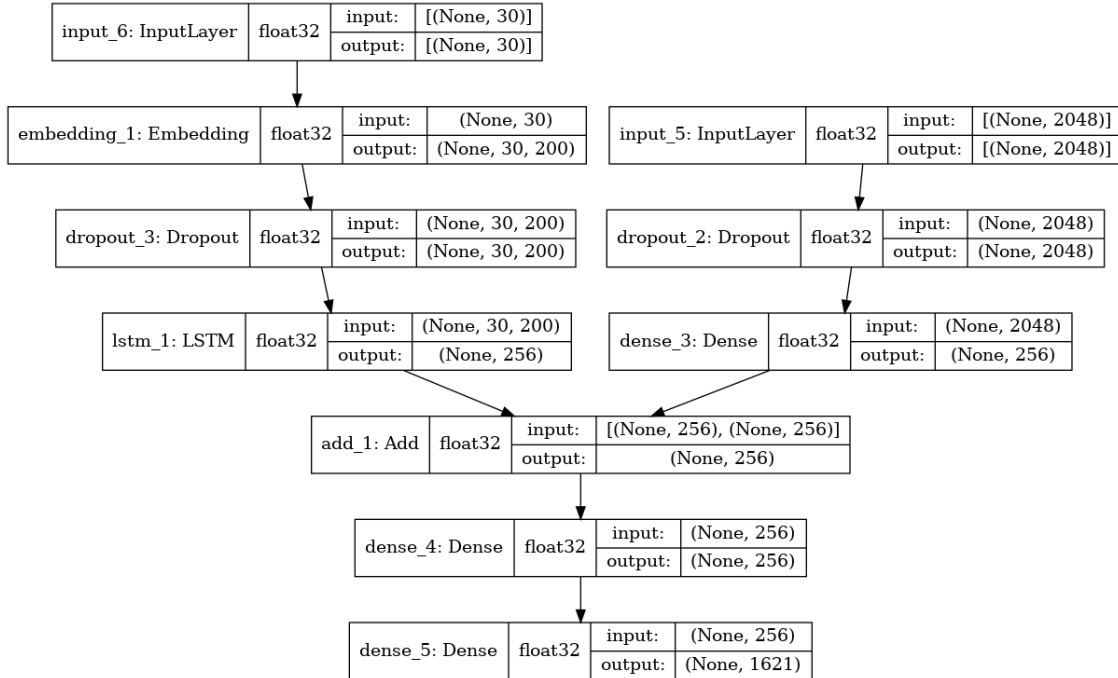 input_6: InputLayer float32 input: [(None, 30)]
output: [(None, 30)]
embedding_1: Embedding float32 input: (None, 30)
output: (None, 30, 200)
input_5: InputLayer float32 input: [(None, 2048)]
output: [(None, 2048)]
dropout_3: Dropout float32 input: (None, 30, 200)
output: (None, 30, 200)
dropout_2: Dropout float32 input: (None, 2048)
output: (None, 2048)
lstm_1: LSTM float32 input: (None, 30, 200)
output: (None, 256)
dense_3: Dense float32 input: (None, 2048)
output: (None, 256)
add_1: Add float32 input: [(None, 256), (None, 256)]
output: (None, 256)
dense_4: Dense float32 input: (None, 256)
output: (None, 256)
dense_5: Dense float32 input: (None, 256)
output: (None, 1621)